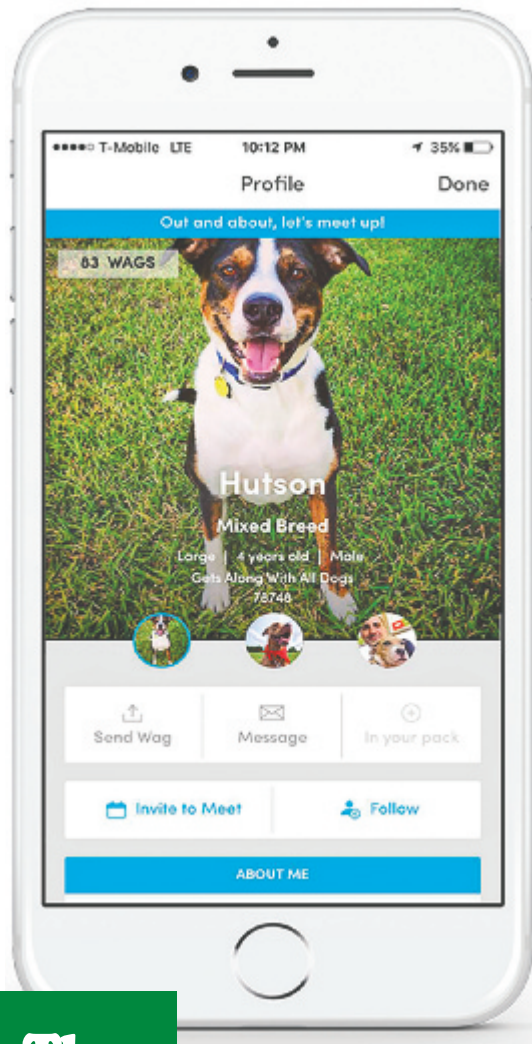 T-Mobile LTE 10:12 PM 35%
Profile Done
Out and about, let's meet up!
83 WAGS
Hutson
Mixed Breed
Large | 4 years old | Male
Gets Along With All Dogs
78748
Send Wag Message In your pack
Invite to Meet Follow
ABOUT ME